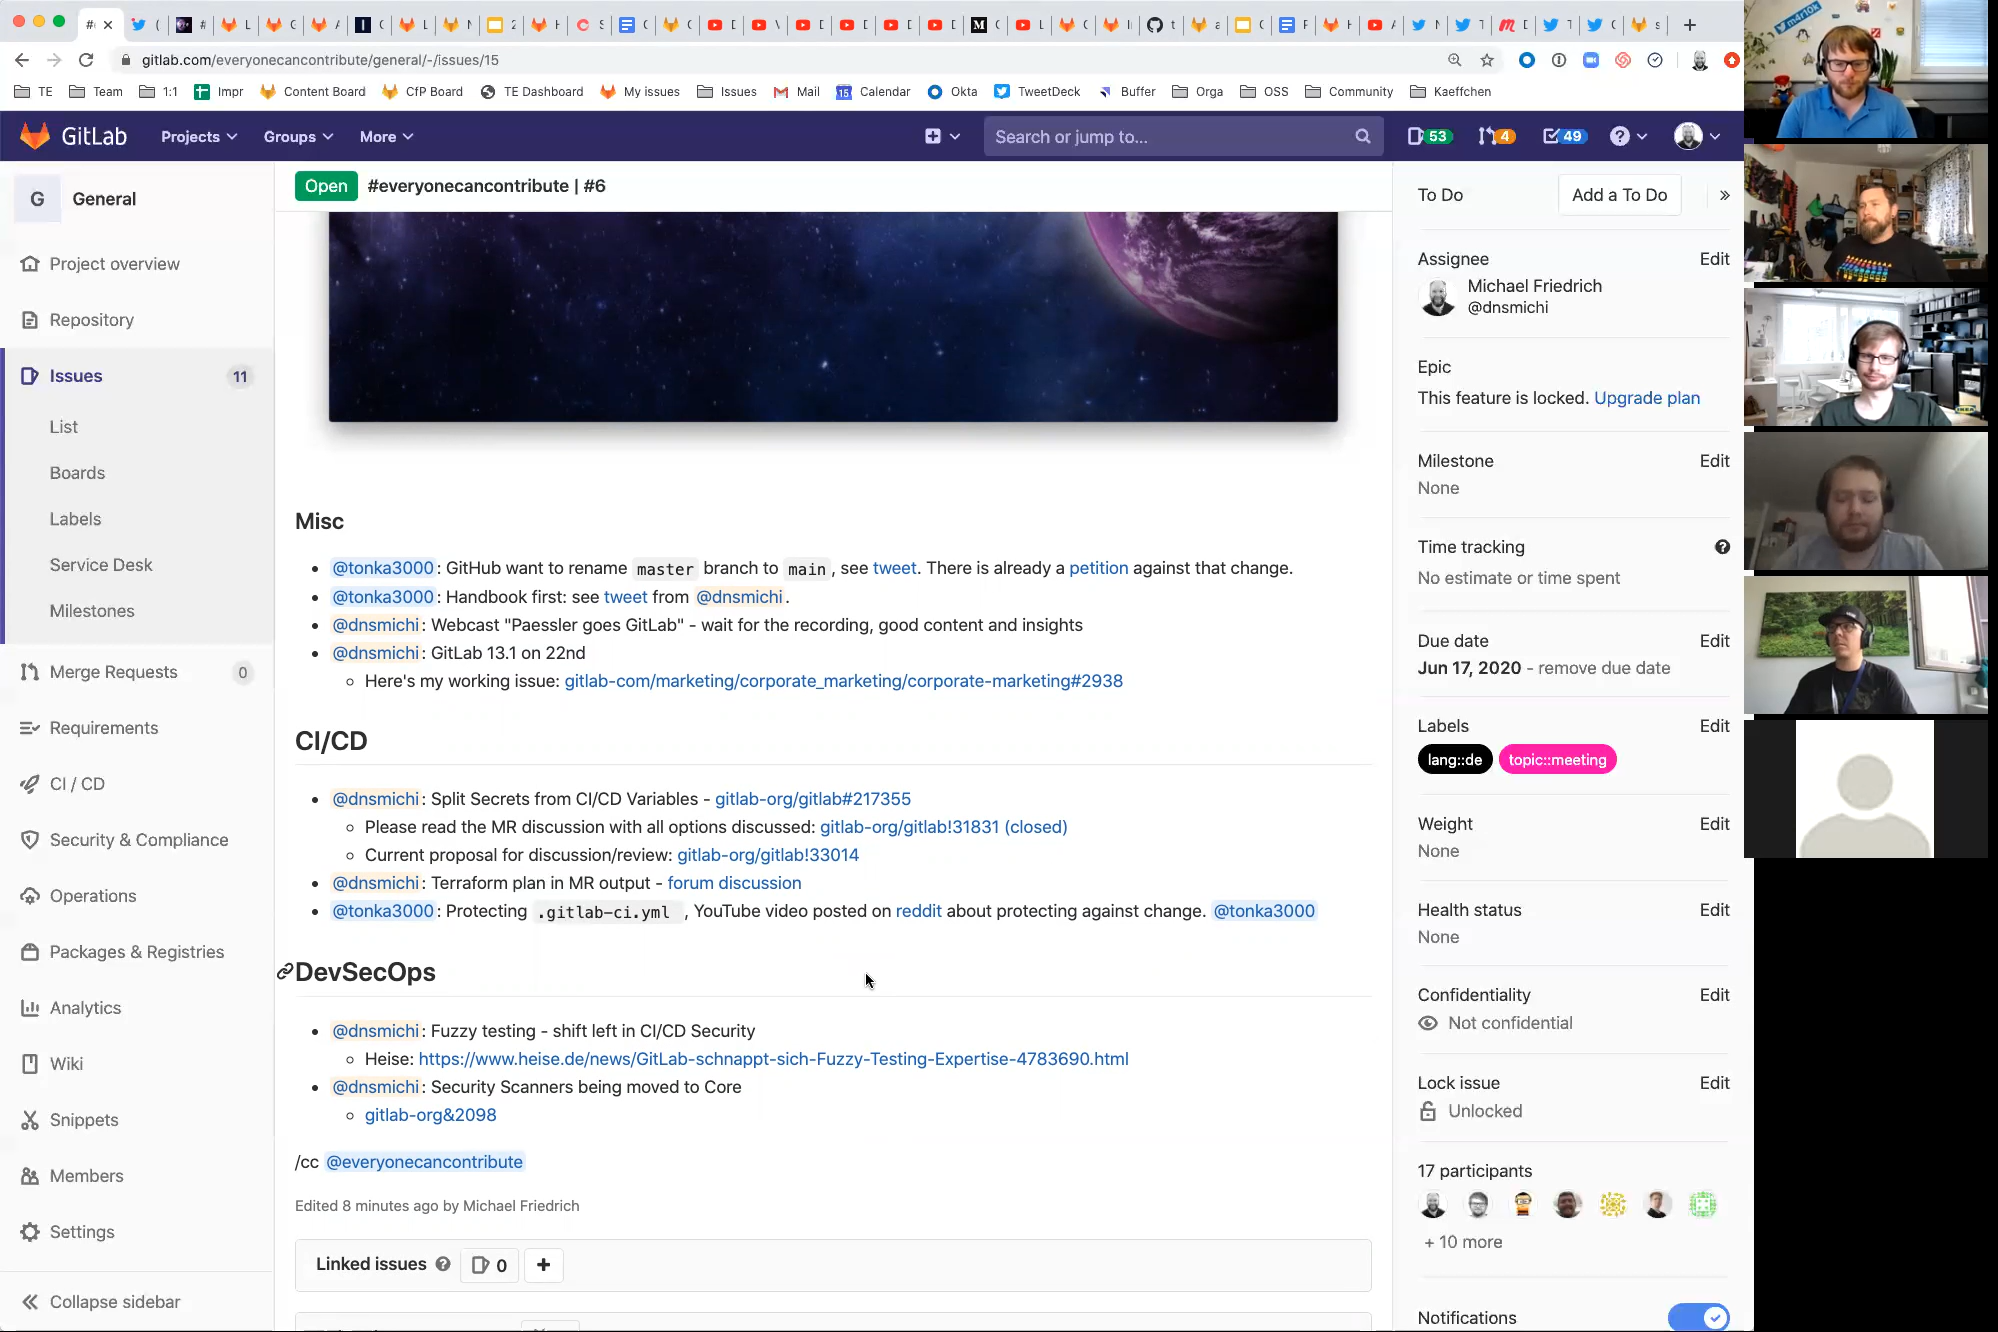 gitlab.com/everyonecancontribute/general/-/issues/15
TE Team 1:1 Impr Content Board CfP Board TE Dashboard My issues Issues Mail Calendar Okta TweetDeck Buffer Orga OSS Community Kaeffchen
GitLab Projects Groups More Search or jump to... 53 4 49
G General
Project overview
Repository
Issues 11
List
Boards
Labels
Service Desk
Milestones
Merge Requests 0
Requirements
CI / CD
Security & Compliance
Operations
Packages & Registries
Analytics
Wiki
Snippets
Members
Settings
Collapse sidebar
Open #everyonecancontribute | #6
Misc
@tonka3000: GitHub want to rename master branch to main, see tweet. There is already a petition against that change.
@tonka3000: Handbook first: see tweet from @dnsmichi.
@dnsmichi: Webcast "Paessler goes GitLab" - wait for the recording, good content and insights
@dnsmichi: GitLab 13.1 on 22nd
Here's my working issue: gitlab-com/marketing/corporate_marketing/corporate-marketing#2938
CI/CD
@dnsmichi: Split Secrets from CI/CD Variables - gitlab-org/gitlab#217355
Please read the MR discussion with all options discussed: gitlab-org/gitlab!31831 (closed)
Current proposal for discussion/review: gitlab-org/gitlab!33014
@dnsmichi: Terraform plan in MR output - forum discussion
@tonka3000: Protecting .gitlab-ci.yml , YouTube video posted on reddit about protecting against change. @tonka3000
DevSecOps
@dnsmichi: Fuzzy testing - shift left in CI/CD Security
Heise: https://www.heise.de/news/GitLab-schnappt-sich-Fuzzy-Testing-Expertise-4783690.html
@dnsmichi: Security Scanners being moved to Core
gitlab-org&2098
/cc @everyonecancontribute
Edited 8 minutes ago by Michael Friedrich
Linked issues 0
To Do Add a To Do
Assignee Edit
Michael Friedrich
@dnsmichi
Epic
This feature is locked. Upgrade plan
Milestone Edit
None
Time tracking
No estimate or time spent
Due date Edit
Jun 17, 2020 - remove due date
Labels Edit
lang::de topic::meeting
Weight Edit
None
Health status Edit
None
Confidentiality Edit
Not confidential
Lock issue Edit
Unlocked
17 participants
+ 10 more
Notifications